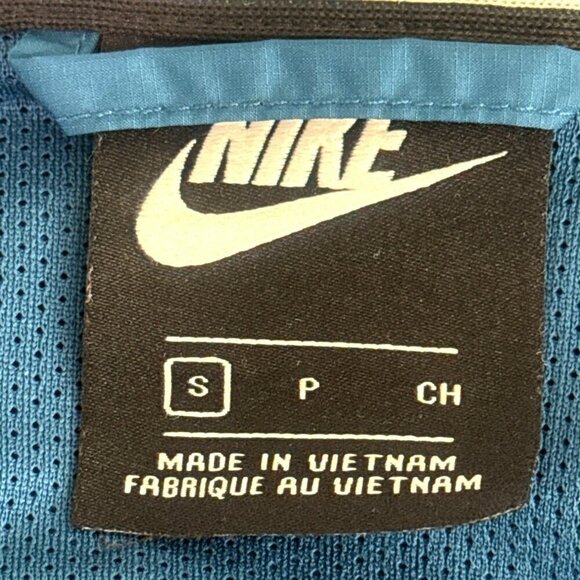 NIKE
S P CH
MADE IN VIETNAM
FABRIQUE AU VIETNAM